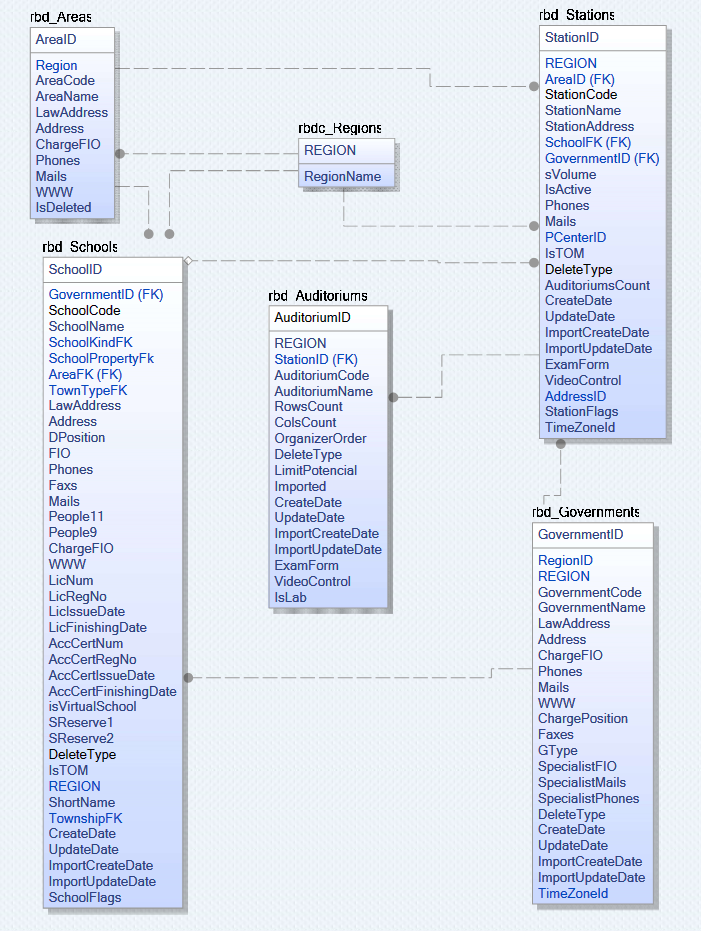 rbd_Areas
AreaID
Region
AreaCode
AreaName
LawAddress
Address
ChargeFIO
Phones
Mails
WWW
IsDeleted
rbdc_Regions
REGION
RegionName
rbd_Stations
StationID
REGION
AreaID (FK)
StationCode
StationName
StationAddress
SchoolFK (FK)
GovernmentID (FK)
sVolume
IsActive
Phones
Mails
PCenterID
IsTOM
DeleteType
AuditoriumsCount
CreateDate
UpdateDate
ImportCreateDate
ImportUpdateDate
ExamForm
VideoControl
AddressID
StationFlags
TimeZoneId
rbd_Schools
SchoolID
GovernmentID (FK)
SchoolCode
SchoolName
SchoolKindFK
SchoolPropertyFk
AreaFK (FK)
TownTypeFK
LawAddress
Address
DPosition
FIO
Phones
Faxs
Mails
People11
People9
ChargeFIO
WWW
LicNum
LicRegNo
LicIssueDate
LicFinishingDate
AccCertNum
AccCertRegNo
AccCertIssueDate
AccCertFinishingDate
isVirtualSchool
SReserve1
SReserve2
DeleteType
IsTOM
REGION
ShortName
TownshipFK
CreateDate
UpdateDate
ImportCreateDate
ImportUpdateDate
SchoolFlags
rbd_Auditoriums
AuditoriumID
REGION
StationID (FK)
AuditoriumCode
AuditoriumName
RowsCount
ColsCount
OrganizerOrder
DeleteType
LimitPotencial
Imported
CreateDate
UpdateDate
ImportCreateDate
ImportUpdateDate
ExamForm
VideoControl
IsLab
rbd_Governments
GovernmentID
RegionID
REGION
GovernmentCode
GovernmentName
LawAddress
Address
ChargeFIO
Phones
Mails
WWW
ChargePosition
Faxes
GType
SpecialistFIO
SpecialistMails
SpecialistPhones
DeleteType
CreateDate
UpdateDate
ImportCreateDate
ImportUpdateDate
TimeZoneId